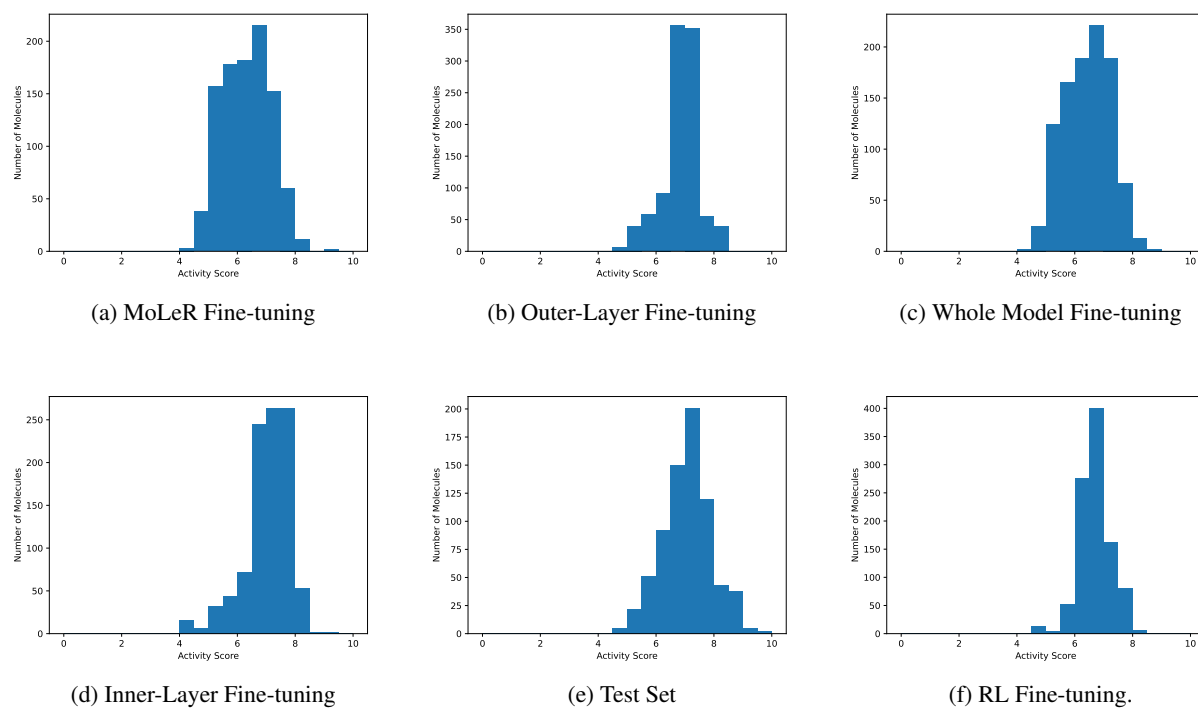 200
150
100
50
0
Number of Molecules
0 2 4 6 8 10
Activity Score
(a) MoLeR Fine-tuning
350
300
250
200
150
100
50
0
Number of Molecules
0 2 4 6 8 10
Activity Score
(b) Outer-Layer Fine-tuning
200
150
100
50
0
Number of Molecules
0 2 4 6 8 10
Activity Score
(c) Whole Model Fine-tuning
250
200
150
100
50
0
Number of Molecules
0 2 4 6 8 10
Activity Score
(d) Inner-Layer Fine-tuning
200
175
150
125
100
75
50
25
0
Number of Molecules
0 2 4 6 8 10
Activity Score
(e) Test Set
400
350
300
250
200
150
100
50
0
Number of Molecules
0 2 4 6 8 10
Activity Score
(f) RL Fine-tuning.